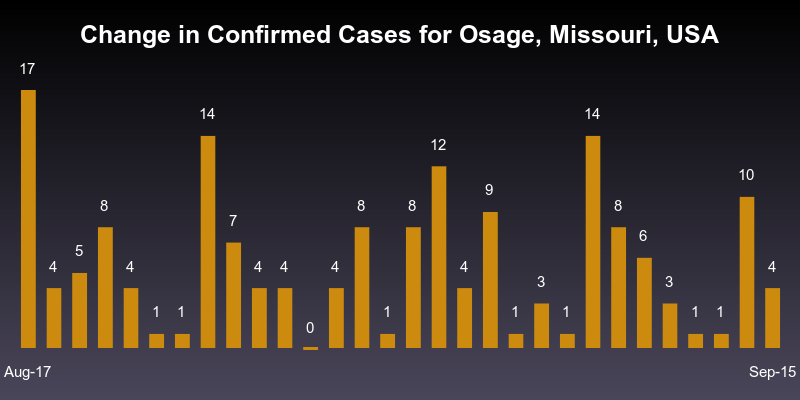 Change in Confirmed Cases for Osage, Missouri, USA
17 4 5 8 4 1 1 14 7 4 4 0 4 8 1 8 12 4 9 1 3 1 14 8 6 3 1 1 10 4
Aug-17 Sep-15